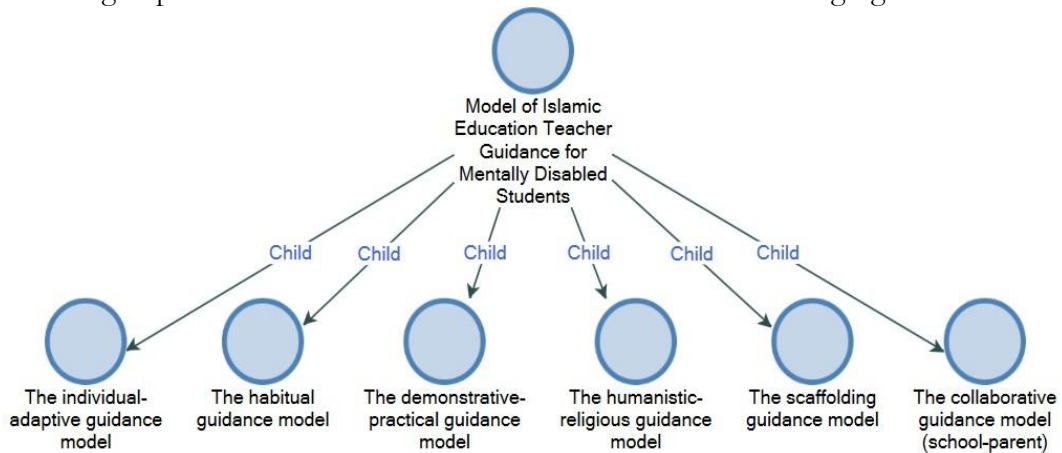 Model of Islamic
Education Teacher
Guidance for
Mentally Disabled
Students
Child
Child
Child
Child
Child
Child
The individual-
adaptive guidance
model
The habitual
guidance model
The demonstrative-
practical guidance
model
The humanistic-
religious guidance
model
The scaffolding
guidance model
The collaborative
guidance model
(school-parent)